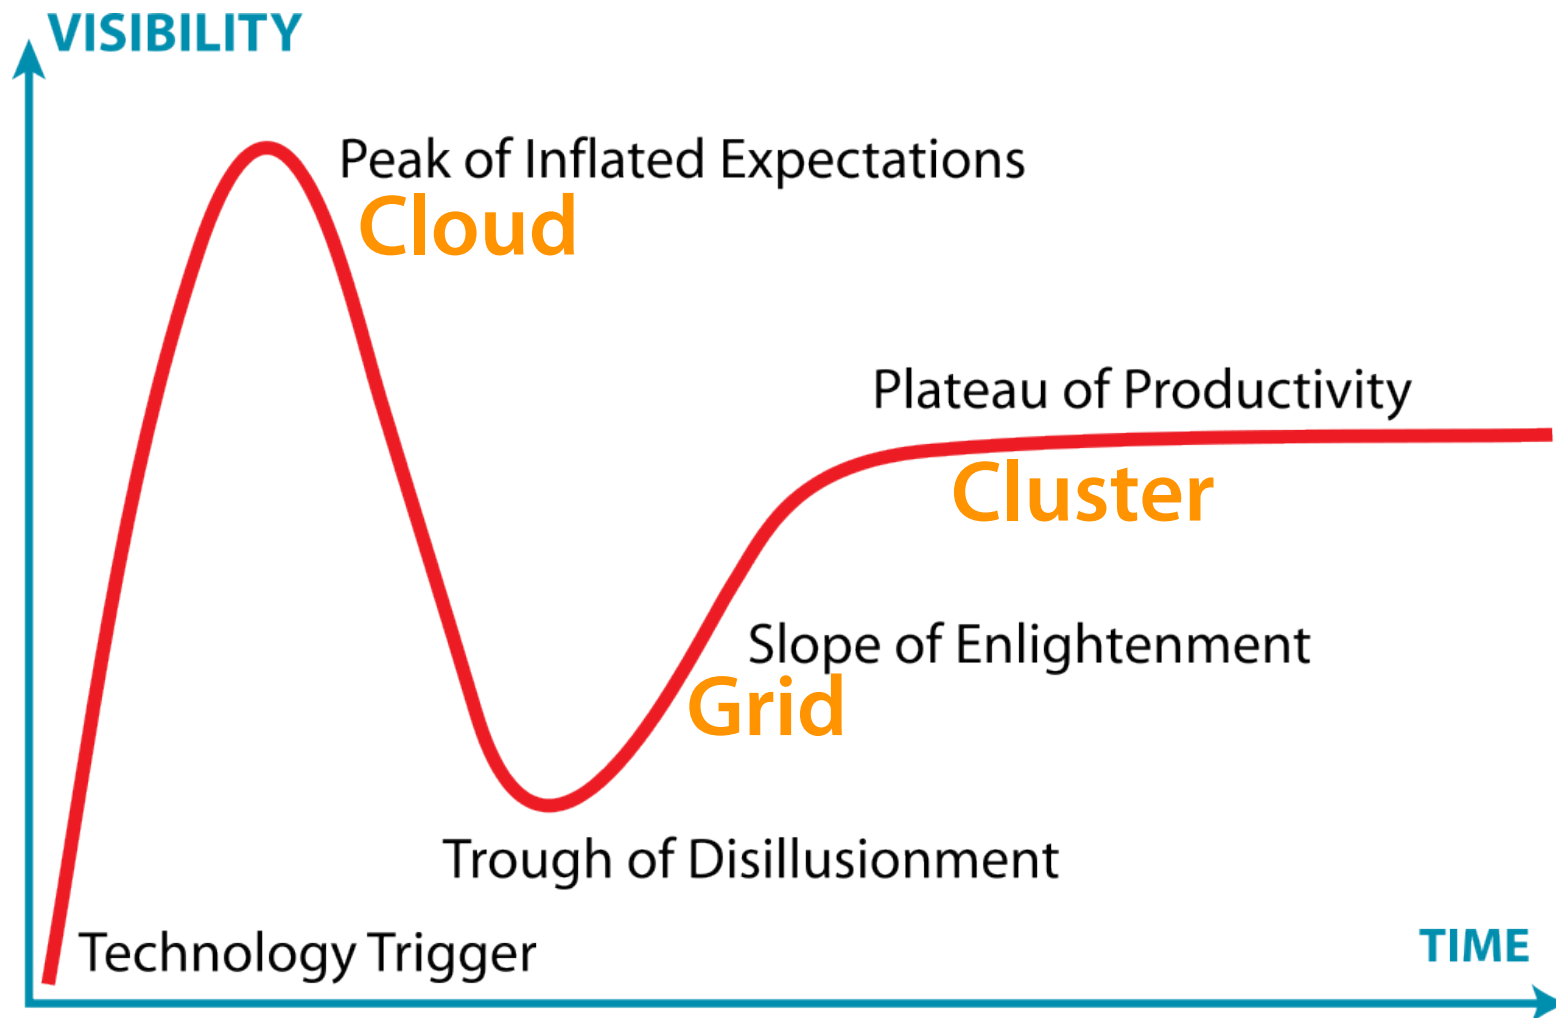 VISIBILITY
Peak of Inflated Expectations
Cloud
Plateau of Productivity
Cluster
Slope of Enlightenment
Grid
Trough of Disillusionment
Technology Trigger
TIME